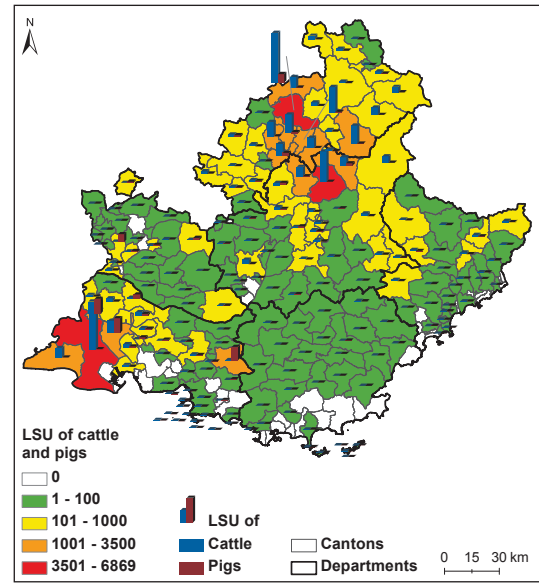 N
LSU of cattle
and pigs
0
1 - 100
101 - 1000
1001 - 3500
3501 - 6869
LSU of
Cattle
Pigs
Cantons
Departments
0 15 30 km